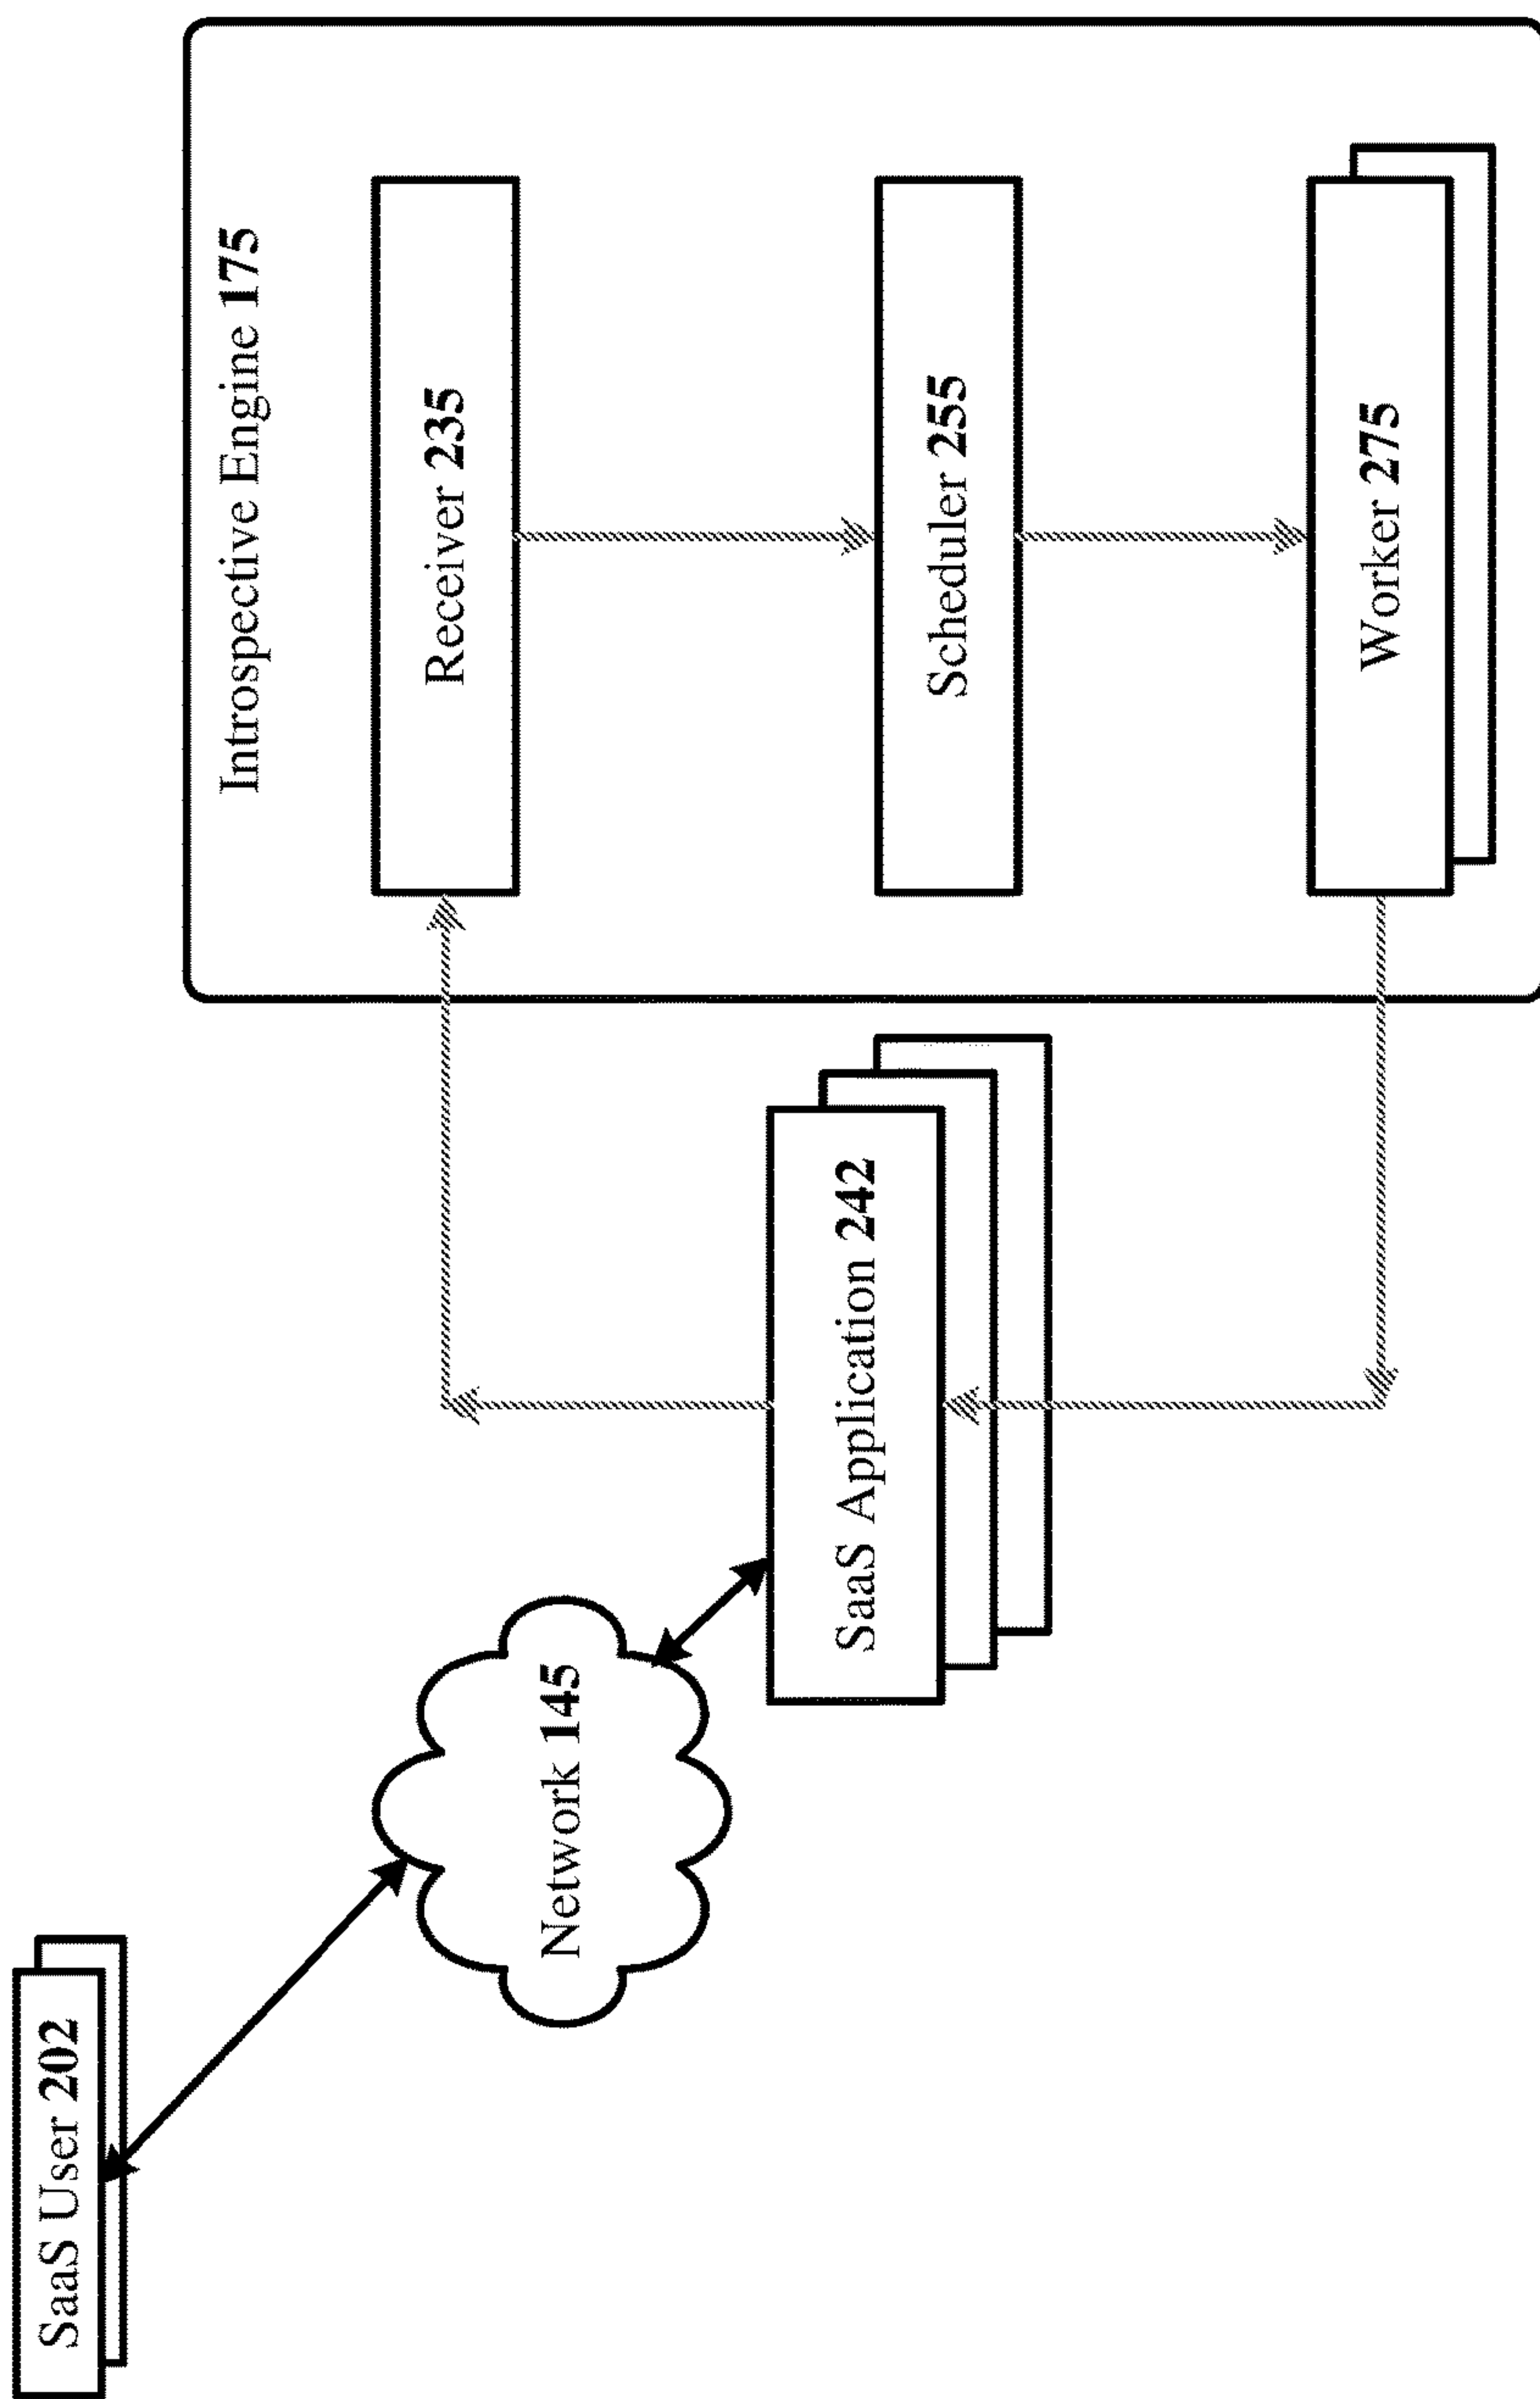 SaaS User 202
Network 145
SaaS Application 242
Introspective Engine 175
Receiver 235
Scheduler 255
Worker 275